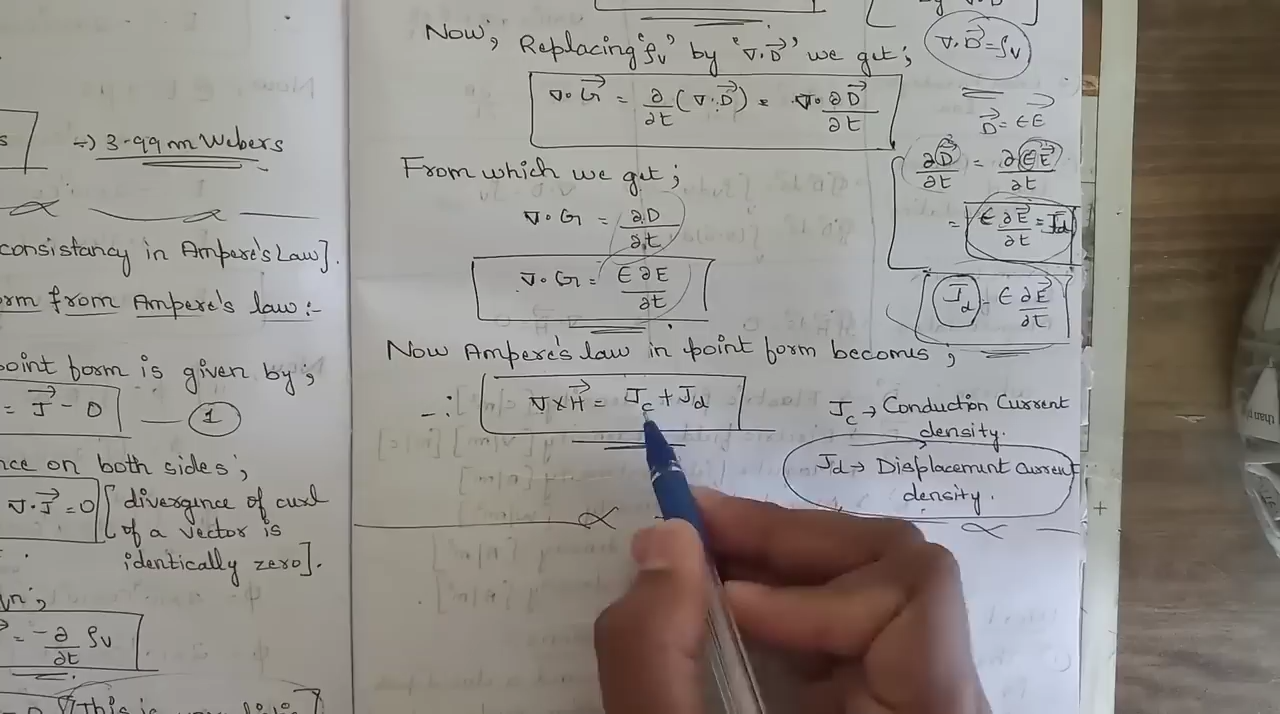 s
→) 3.99 m Webers
consistancy in Ampere's Law].
orm from Ampere's law :-
point form is given by ;
= J⃗ - 0 → (1)
nce on both sides ;
∇·J⃗ = 0 [divergence of curl
of a vector is
identically zero].
= -∂/∂t ρv
Now; Replacing 'ρv' by '∇·D⃗' we get ;
∇·D⃗ = ρv
∇·G⃗ = ∂/∂t (∇·D⃗) = ∇·∂D⃗/∂t
D⃗ = ϵE⃗
∂D⃗/∂t = ∂ϵE⃗/∂t
= ϵ∂E⃗/∂t = Jd
Jd = ϵ ∂E⃗/∂t
From which we get ;
∇·G = ∂D/∂t
∇·G = ϵ∂E/∂t
Now Ampere's law in point form becomes ;
∇×H⃗ = Jc + Jd
Jc → Conduction Current
density.
Jd → Displacement Current
density.